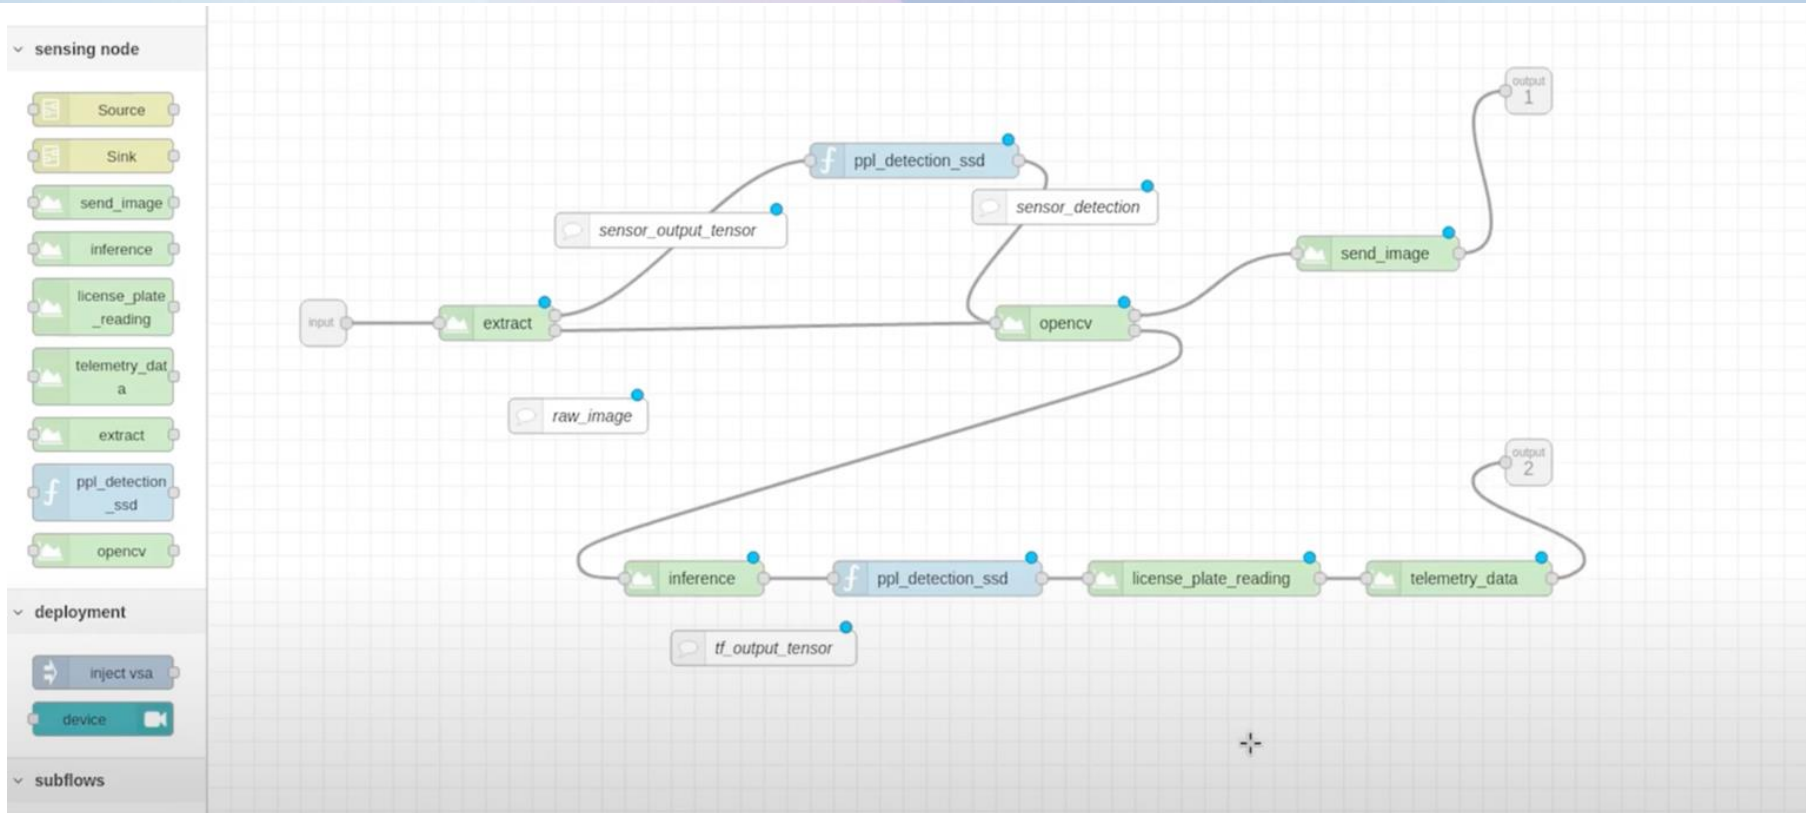 sensing node
Source
Sink
send_image
inference
license_plate
_reading
telemetry_dat
a
extract
ppl_detection
_ssd
opencv
deployment
inject vsa
device
subflows
output
1
ppl_detection_ssd
sensor_detection
sensor_output_tensor
send_image
input
extract
opencv
raw_image
output
2
inference
ppl_detection_ssd
license_plate_reading
telemetry_data
tf_output_tensor